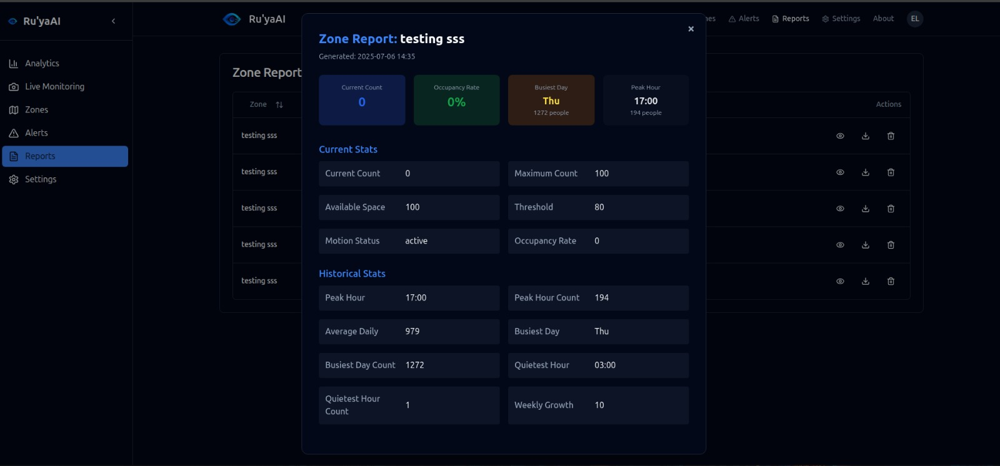 Ru'yaAI
Analytics
Live Monitoring
Zones
Alerts
Reports
Settings
Ru'yaAI
Alerts
Reports
Settings
About
EL
Zone Report
Zone
Actions
testing sss
testing sss
testing sss
testing sss
testing sss
Zone Report: testing sss
Generated: 2025-07-06 14:35
Current Count
0
Occupancy Rate
0%
Busiest Day
Thu
1272 people
Peak Hour
17:00
194 people
Current Stats
Current Count 0
Maximum Count 100
Available Space 100
Threshold 80
Motion Status active
Occupancy Rate 0
Historical Stats
Peak Hour 17:00
Peak Hour Count 194
Average Daily 979
Busiest Day Thu
Busiest Day Count 1272
Quietest Hour 03:00
Quietest Hour
Count 1
Weekly Growth 10